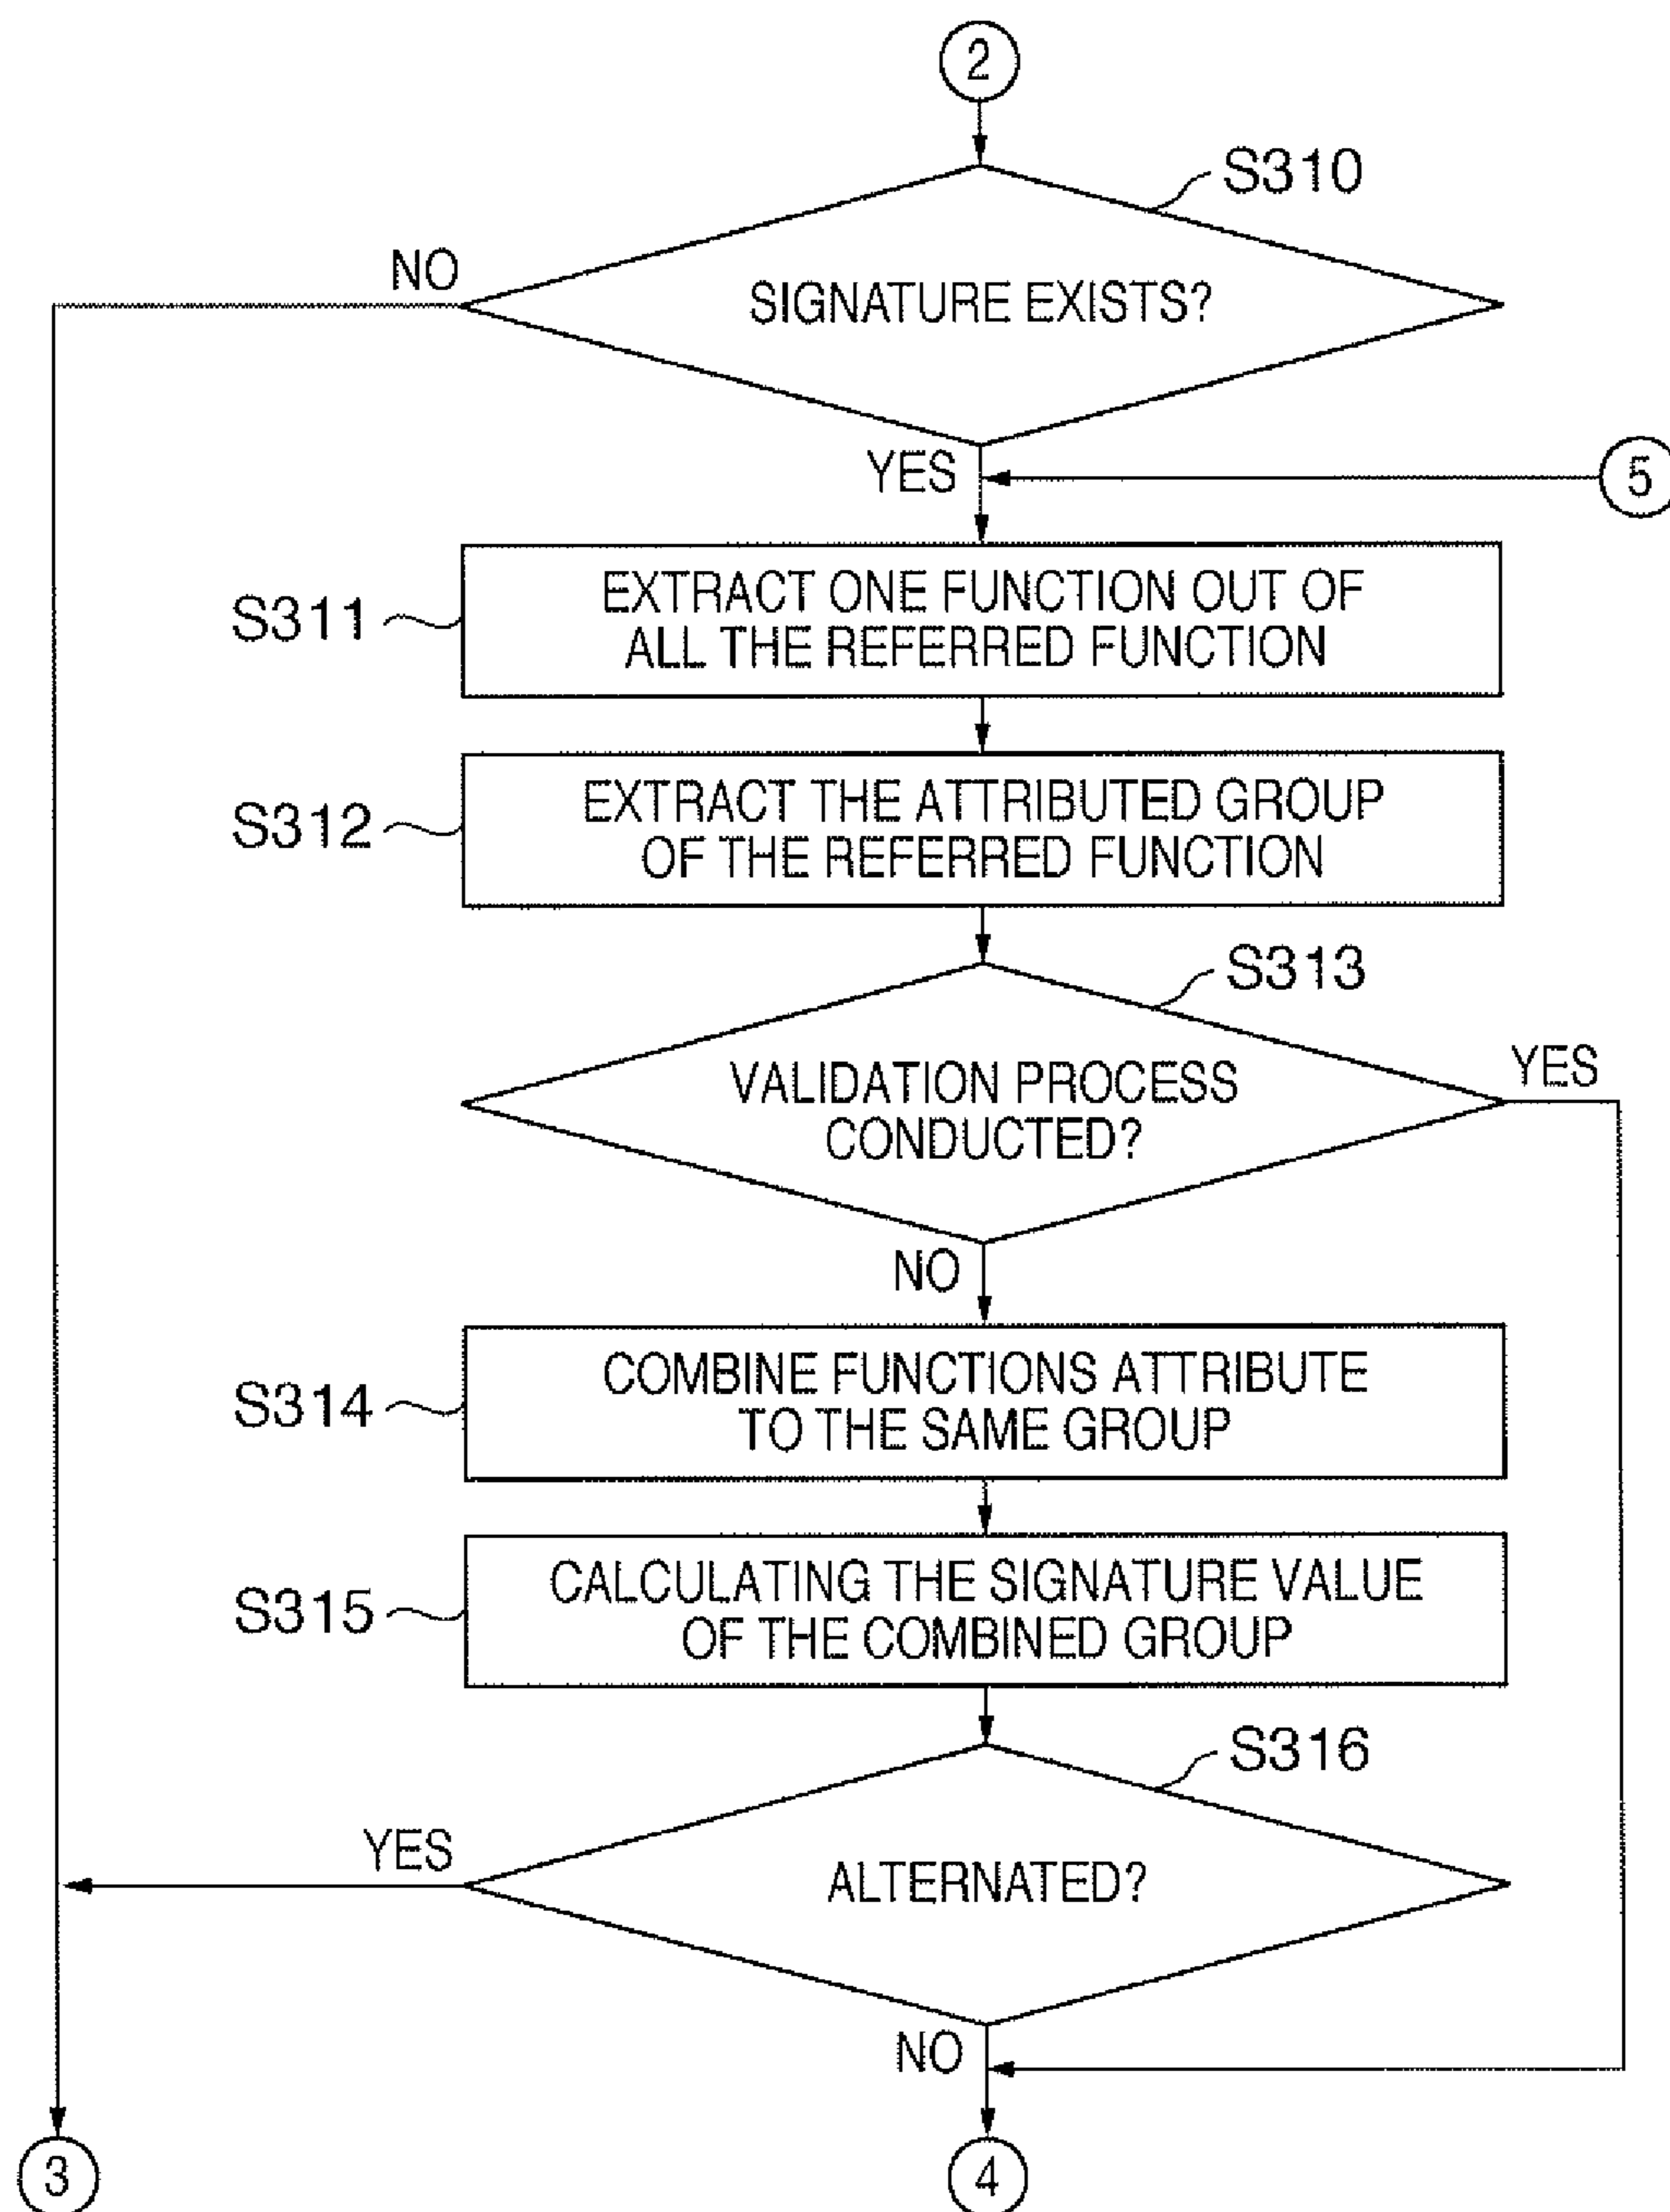 2
S310
NO
SIGNATURE EXISTS?
YES
5
S311
EXTRACT ONE FUNCTION OUT OF
ALL THE REFERRED FUNCTION
S312
EXTRACT THE ATTRIBUTED GROUP
OF THE REFERRED FUNCTION
S313
VALIDATION PROCESS
CONDUCTED?
YES
NO
S314
COMBINE FUNCTIONS ATTRIBUTE
TO THE SAME GROUP
S315
CALCULATING THE SIGNATURE VALUE
OF THE COMBINED GROUP
S316
YES
ALTERNATED?
NO
3
4